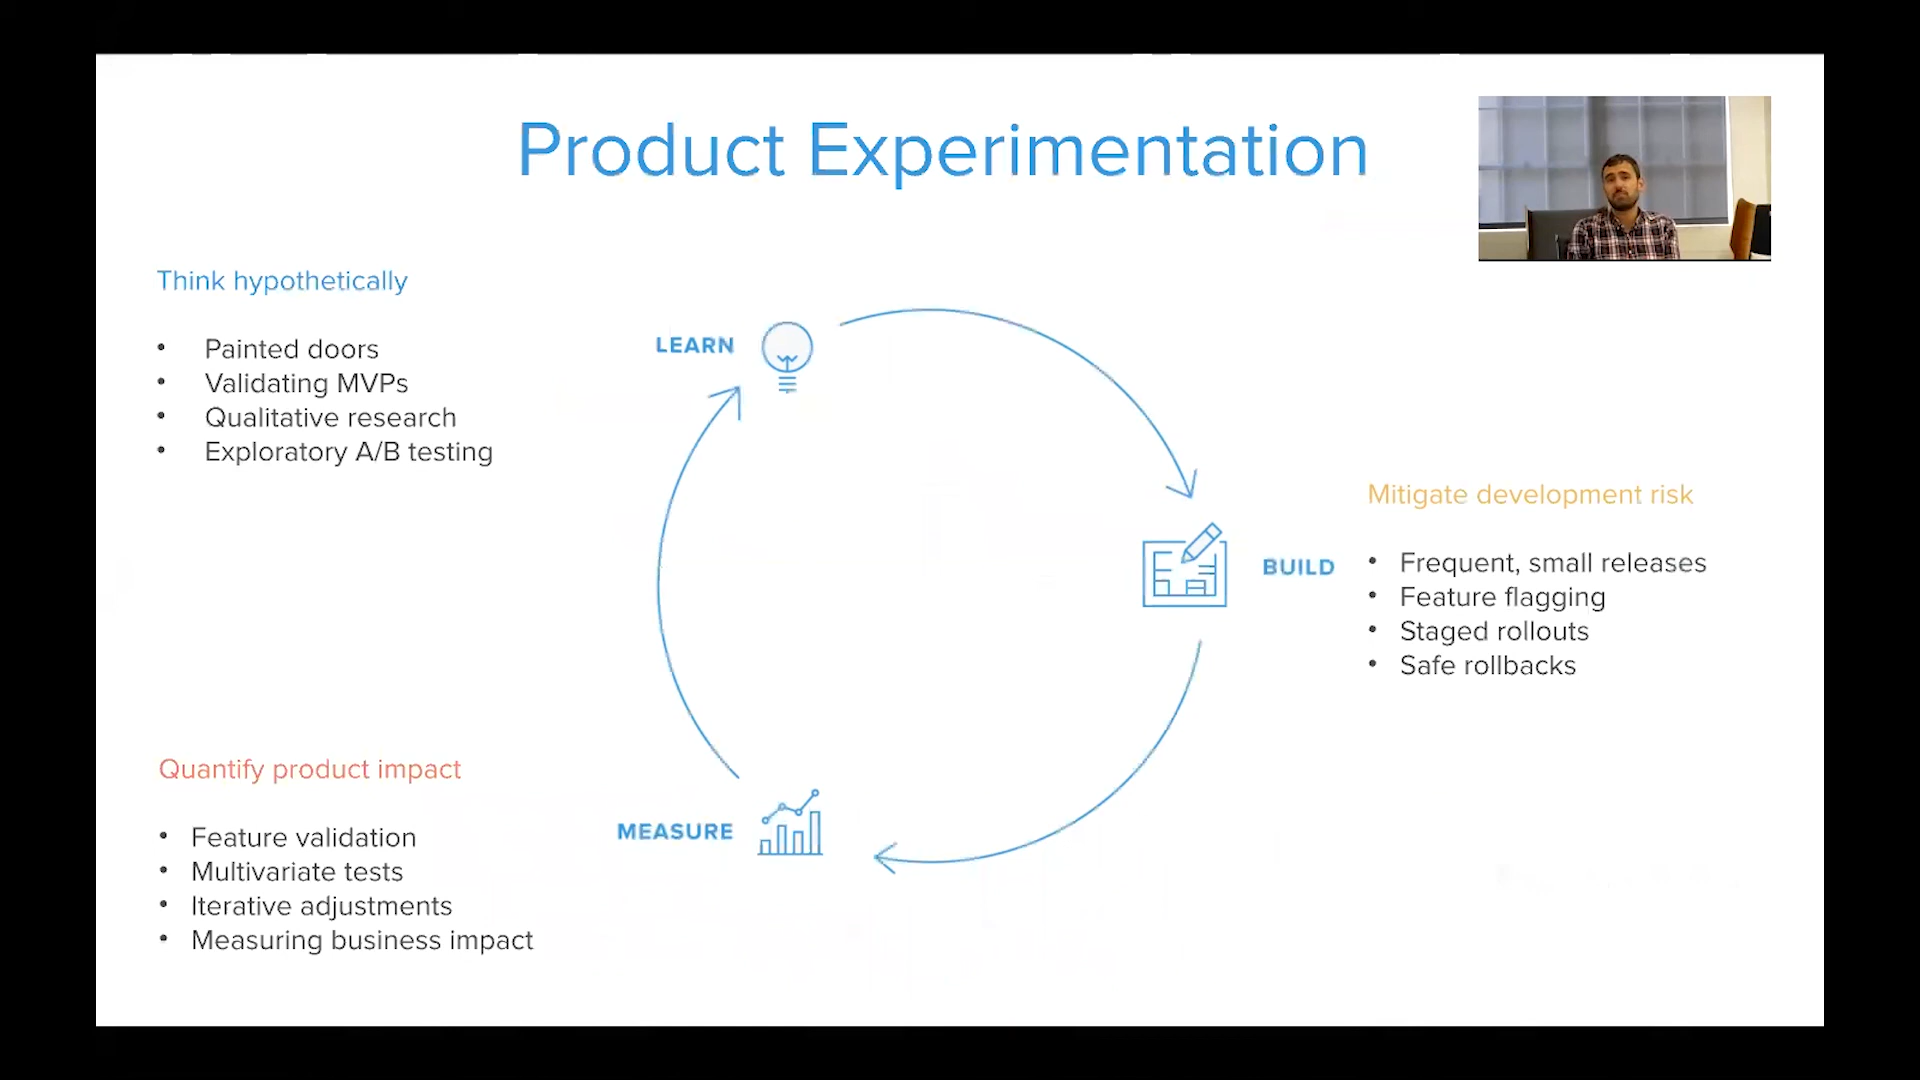 Product Experimentation
Think hypothetically
• Painted doors
• Validating MVPs
• Qualitative research
• Exploratory A/B testing
LEARN
Mitigate development risk
BUILD
• Frequent, small releases
• Feature flagging
• Staged rollouts
• Safe rollbacks
Quantify product impact
• Feature validation
• Multivariate tests
• Iterative adjustments
• Measuring business impact
MEASURE